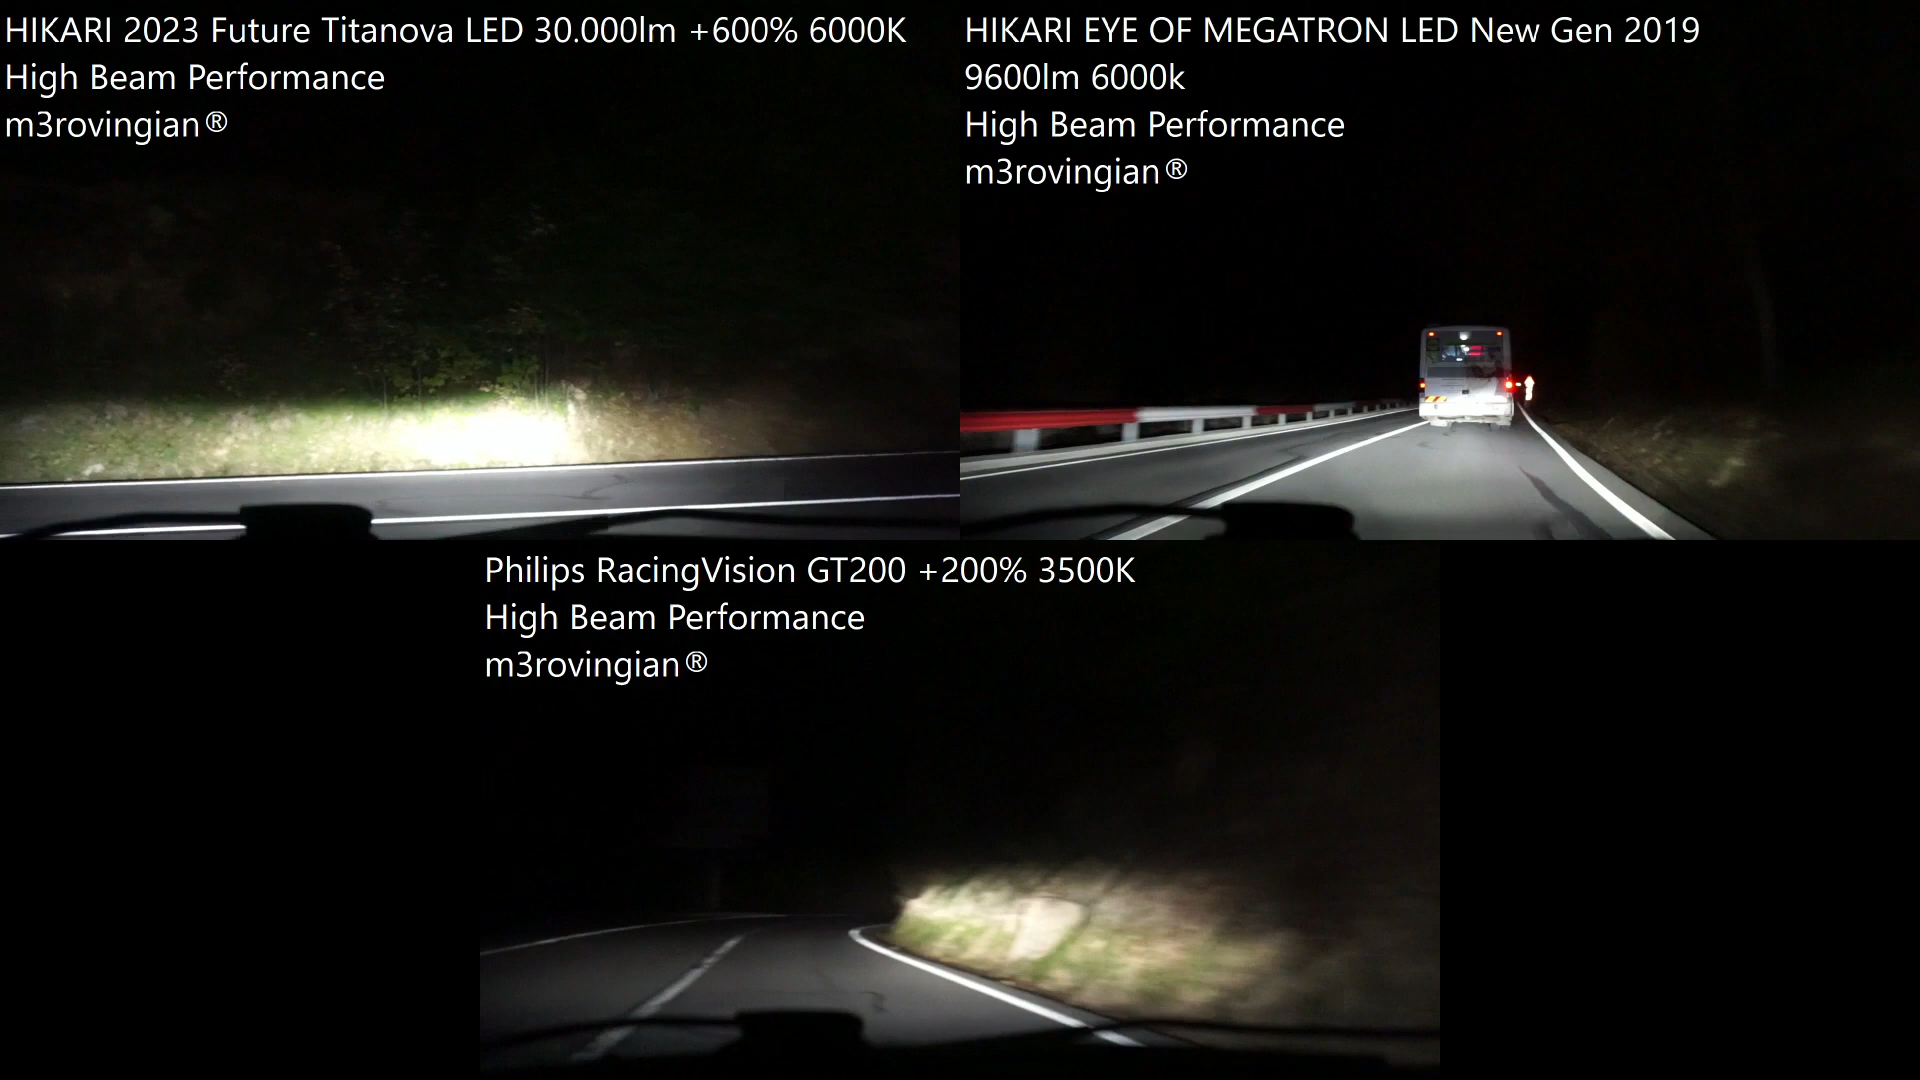 HIKARI 2023 Future Titanova LED 30.000lm +600% 6000K
High Beam Performance
m3rovingian®
HIKARI EYE OF MEGATRON LED New Gen 2019
9600lm 6000k
High Beam Performance
m3rovingian®
Philips RacingVision GT200 +200% 3500K
High Beam Performance
m3rovingian®